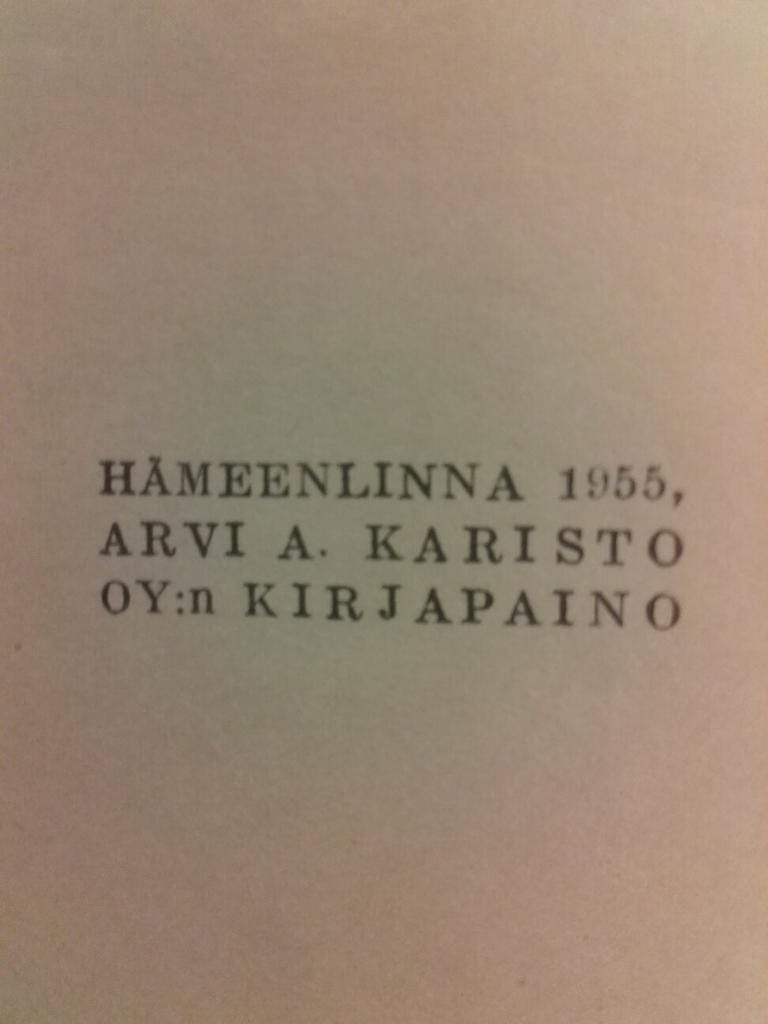 HÄMEENLINNA 1955,
ARVI A. KARISTO
OY:n KIRJAPAINO